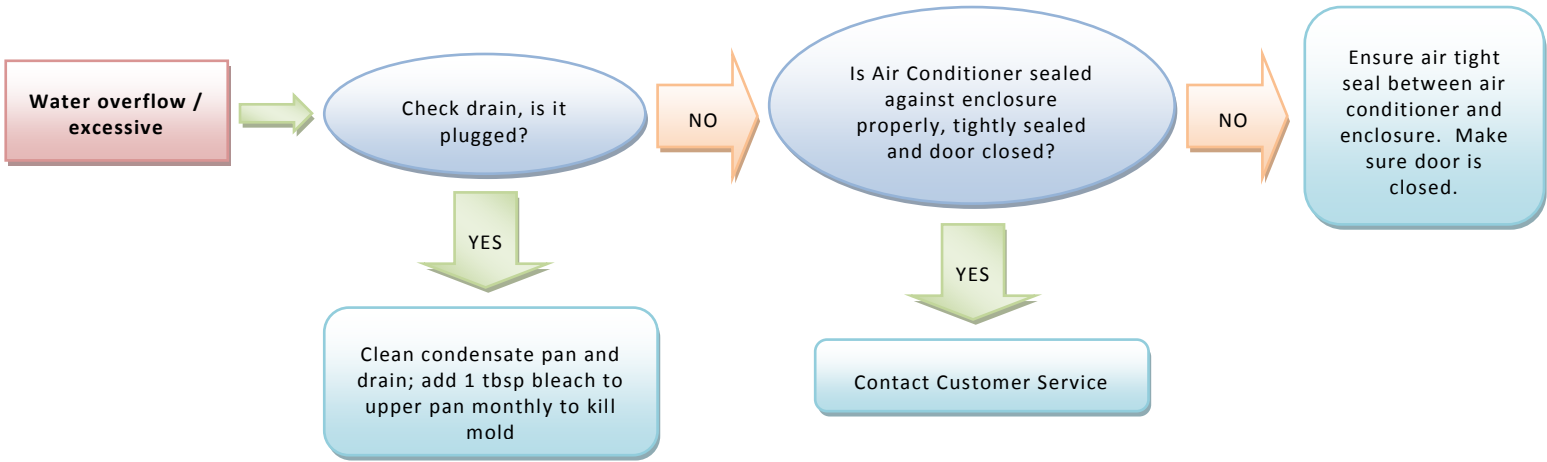 Water overflow /
excessive
Check drain, is it
plugged?
NO
Is Air Conditioner sealed
against enclosure
properly, tightly sealed
and door closed?
NO
Ensure air tight
seal between air
conditioner and
enclosure.  Make
sure door is
closed.
YES
Clean condensate pan and
drain; add 1 tbsp bleach to
upper pan monthly to kill
mold
YES
Contact Customer Service